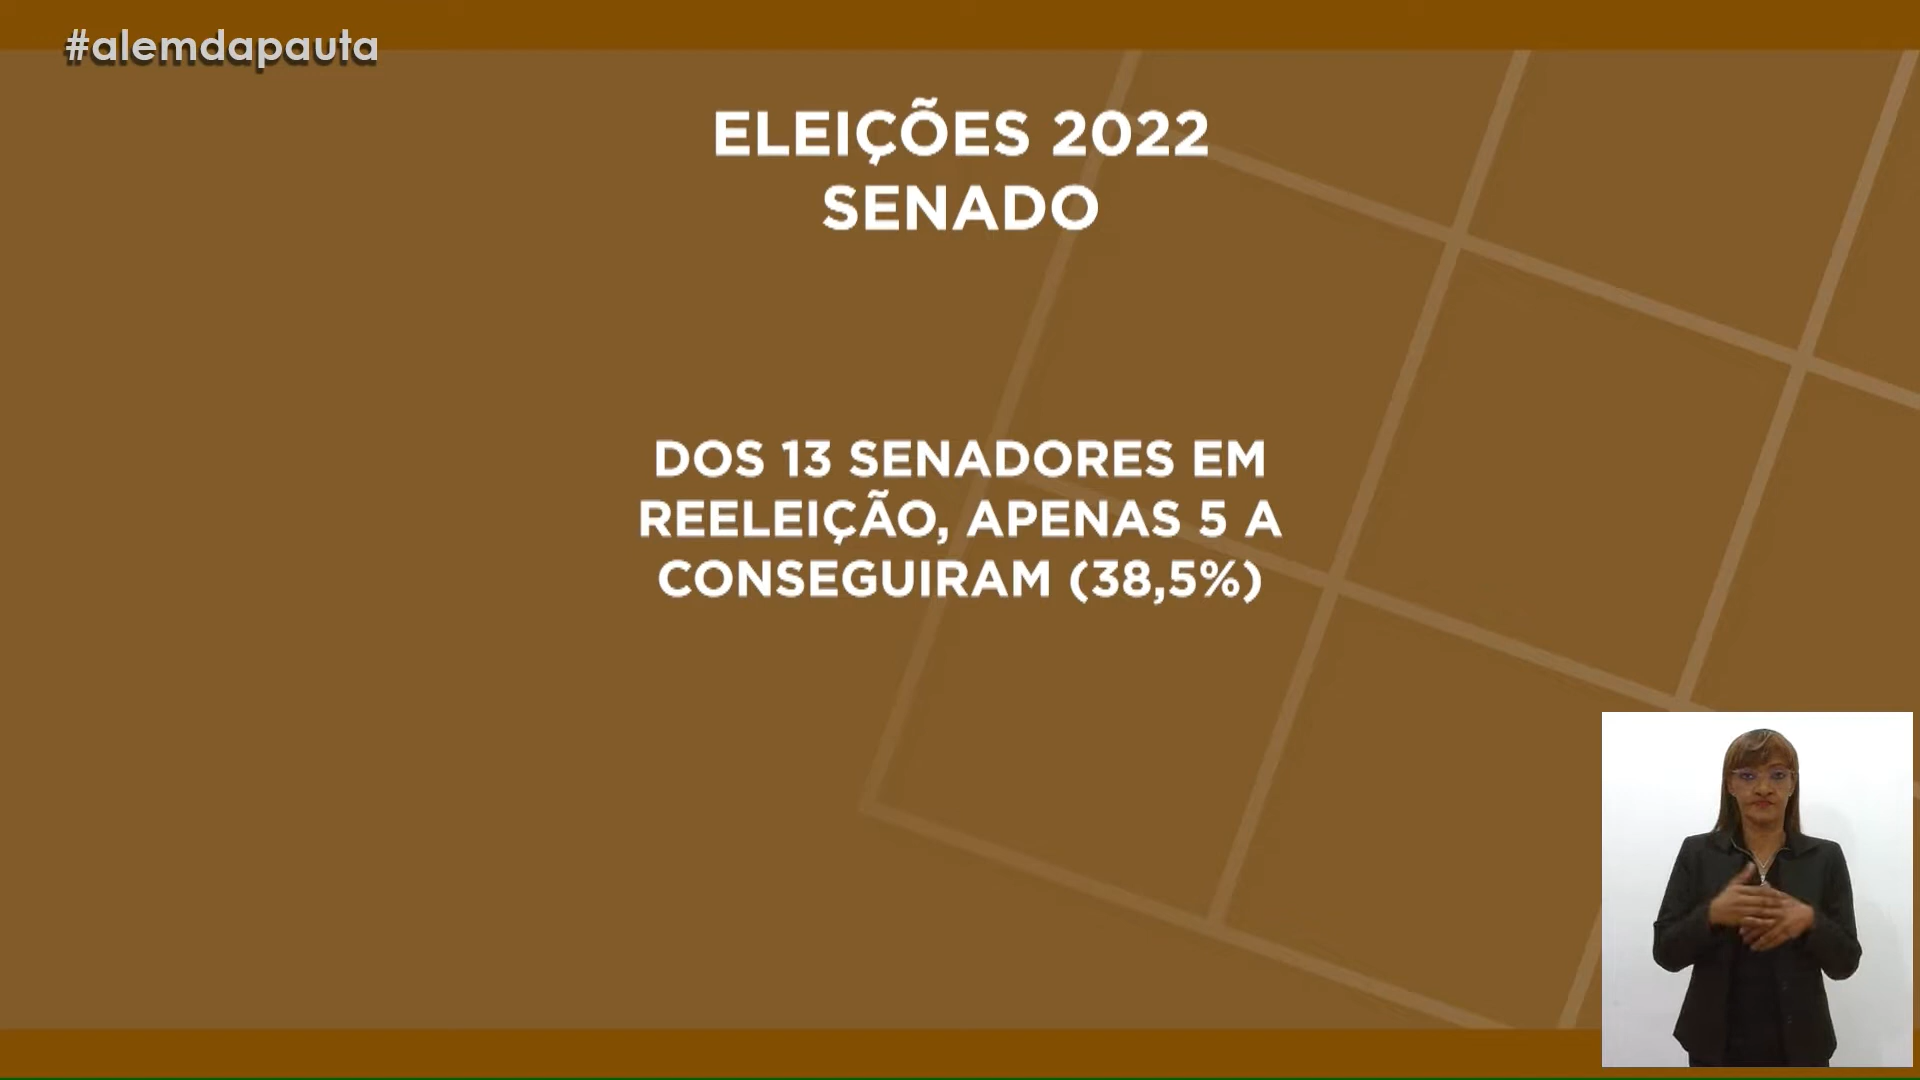 #alemdapauta
ELEIÇÕES 2022
SENADO
DOS 13 SENADORES EM
REELEIÇÃO, APENAS 5 A
CONSEGUIRAM (38,5%)